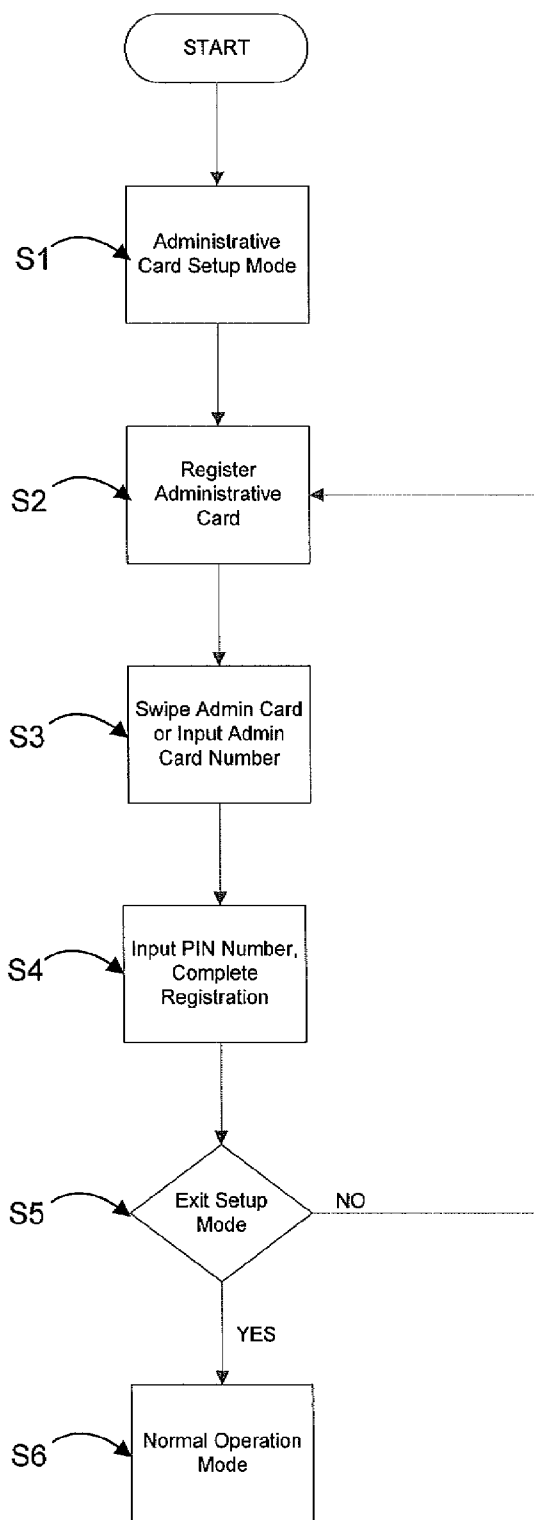 START
S1
Administrative
Card Setup Mode
S2
Register
Administrative
Card
S3
Swipe Admin Card
or Input Admin
Card Number
S4
Input PIN Number,
Complete
Registration
S5
Exit Setup
Mode
NO
YES
S6
Normal Operation
Mode